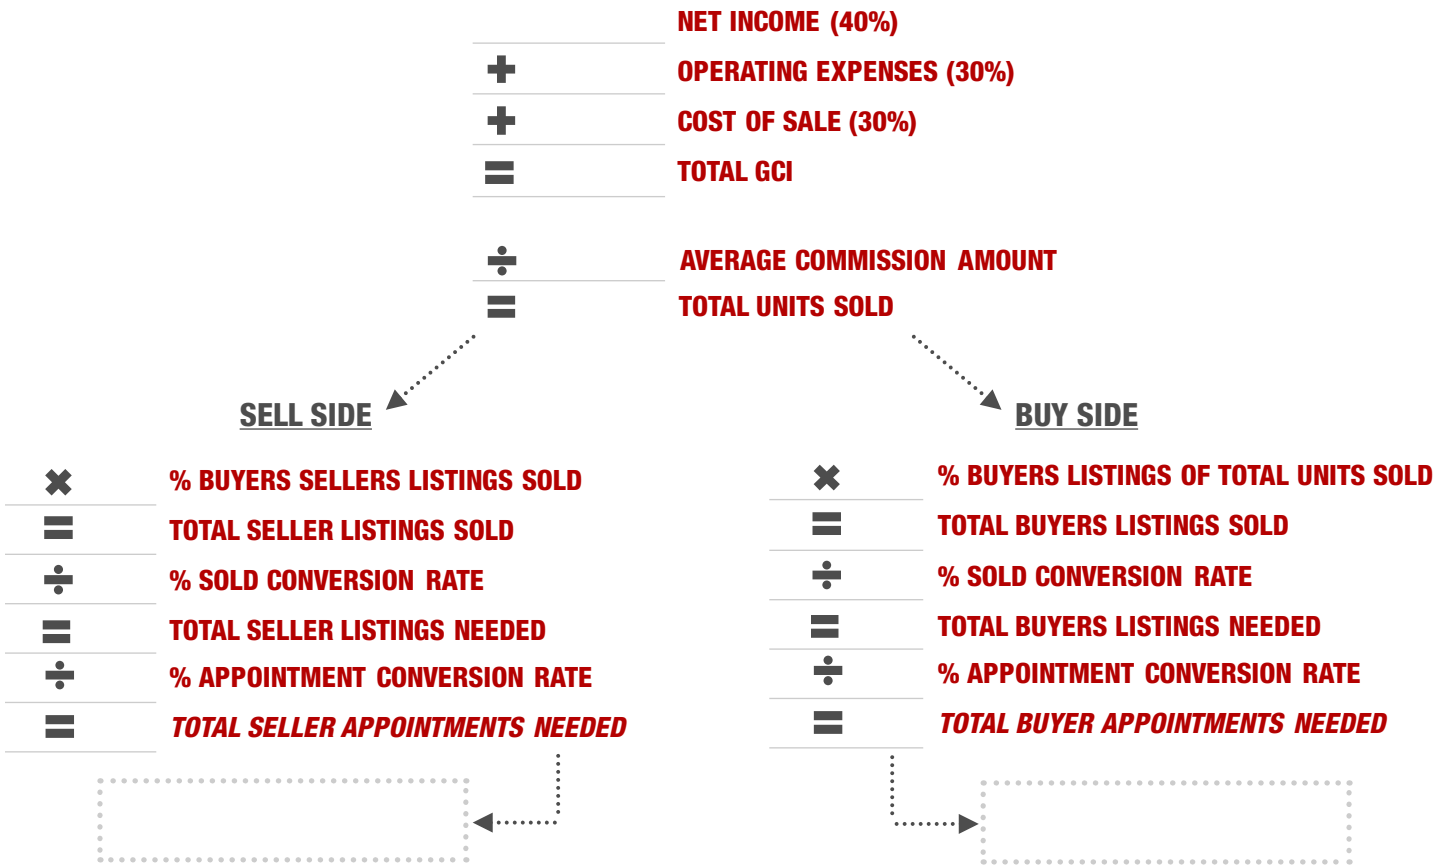 NET INCOME (40%)
+ OPERATING EXPENSES (30%)
+ COST OF SALE (30%)
= TOTAL GCI
÷ AVERAGE COMMISSION AMOUNT
= TOTAL UNITS SOLD
SELL SIDE
✖ % BUYERS SELLERS LISTINGS SOLD
= TOTAL SELLER LISTINGS SOLD
÷ % SOLD CONVERSION RATE
= TOTAL SELLER LISTINGS NEEDED
÷ % APPOINTMENT CONVERSION RATE
= TOTAL SELLER APPOINTMENTS NEEDED
BUY SIDE
✖ % BUYERS LISTINGS OF TOTAL UNITS SOLD
= TOTAL BUYERS LISTINGS SOLD
÷ % SOLD CONVERSION RATE
= TOTAL BUYERS LISTINGS NEEDED
÷ % APPOINTMENT CONVERSION RATE
= TOTAL BUYER APPOINTMENTS NEEDED